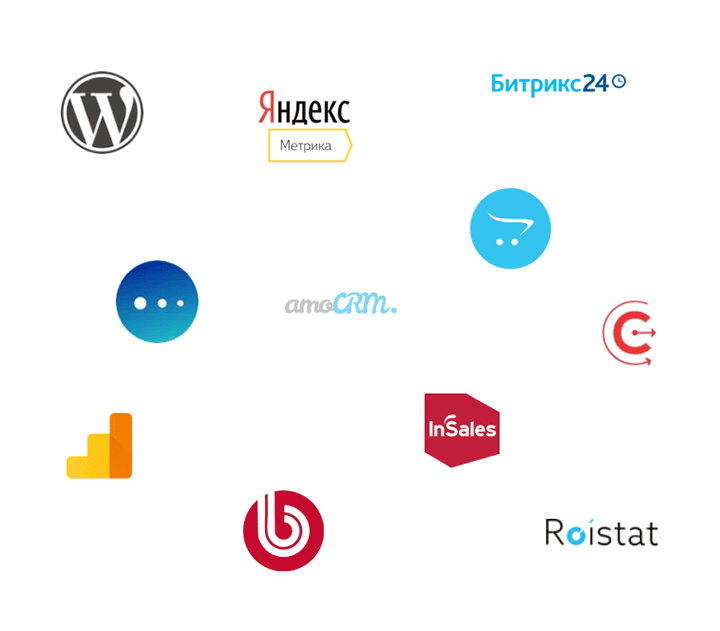 Битрикс24
Яндекс
Метрика
amoCRM.
InSales
Roistat